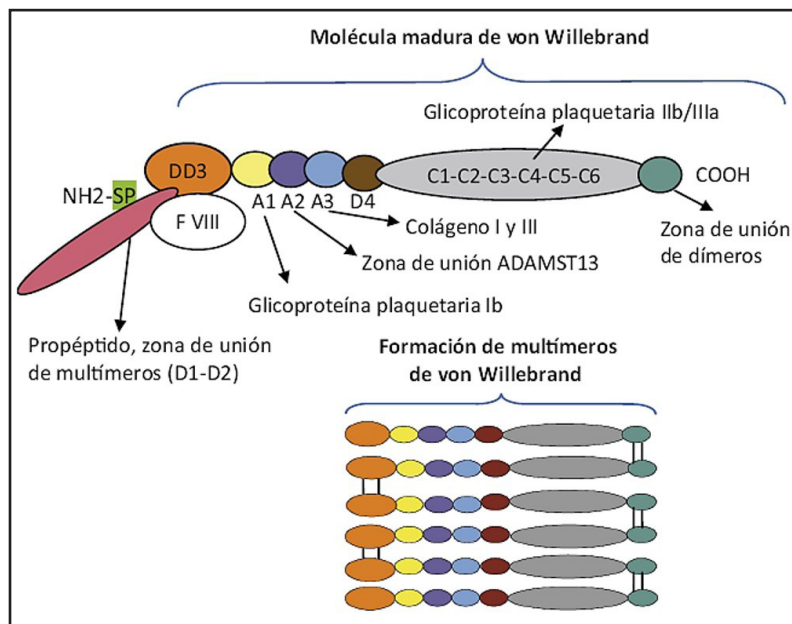 Molécula madura de von Willebrand
Glicoproteína plaquetaria IIb/IIIa
DD3
C1-C2-C3-C4-C5-C6
COOH
NH2-SP
F VIII
A1 A2 A3 D4
Colágeno I y III
Zona de unión
de dímeros
Zona de unión ADAMST13
Glicoproteína plaquetaria Ib
Propéptido, zona de unión
de multímeros (D1-D2)
Formación de multímeros
de von Willebrand